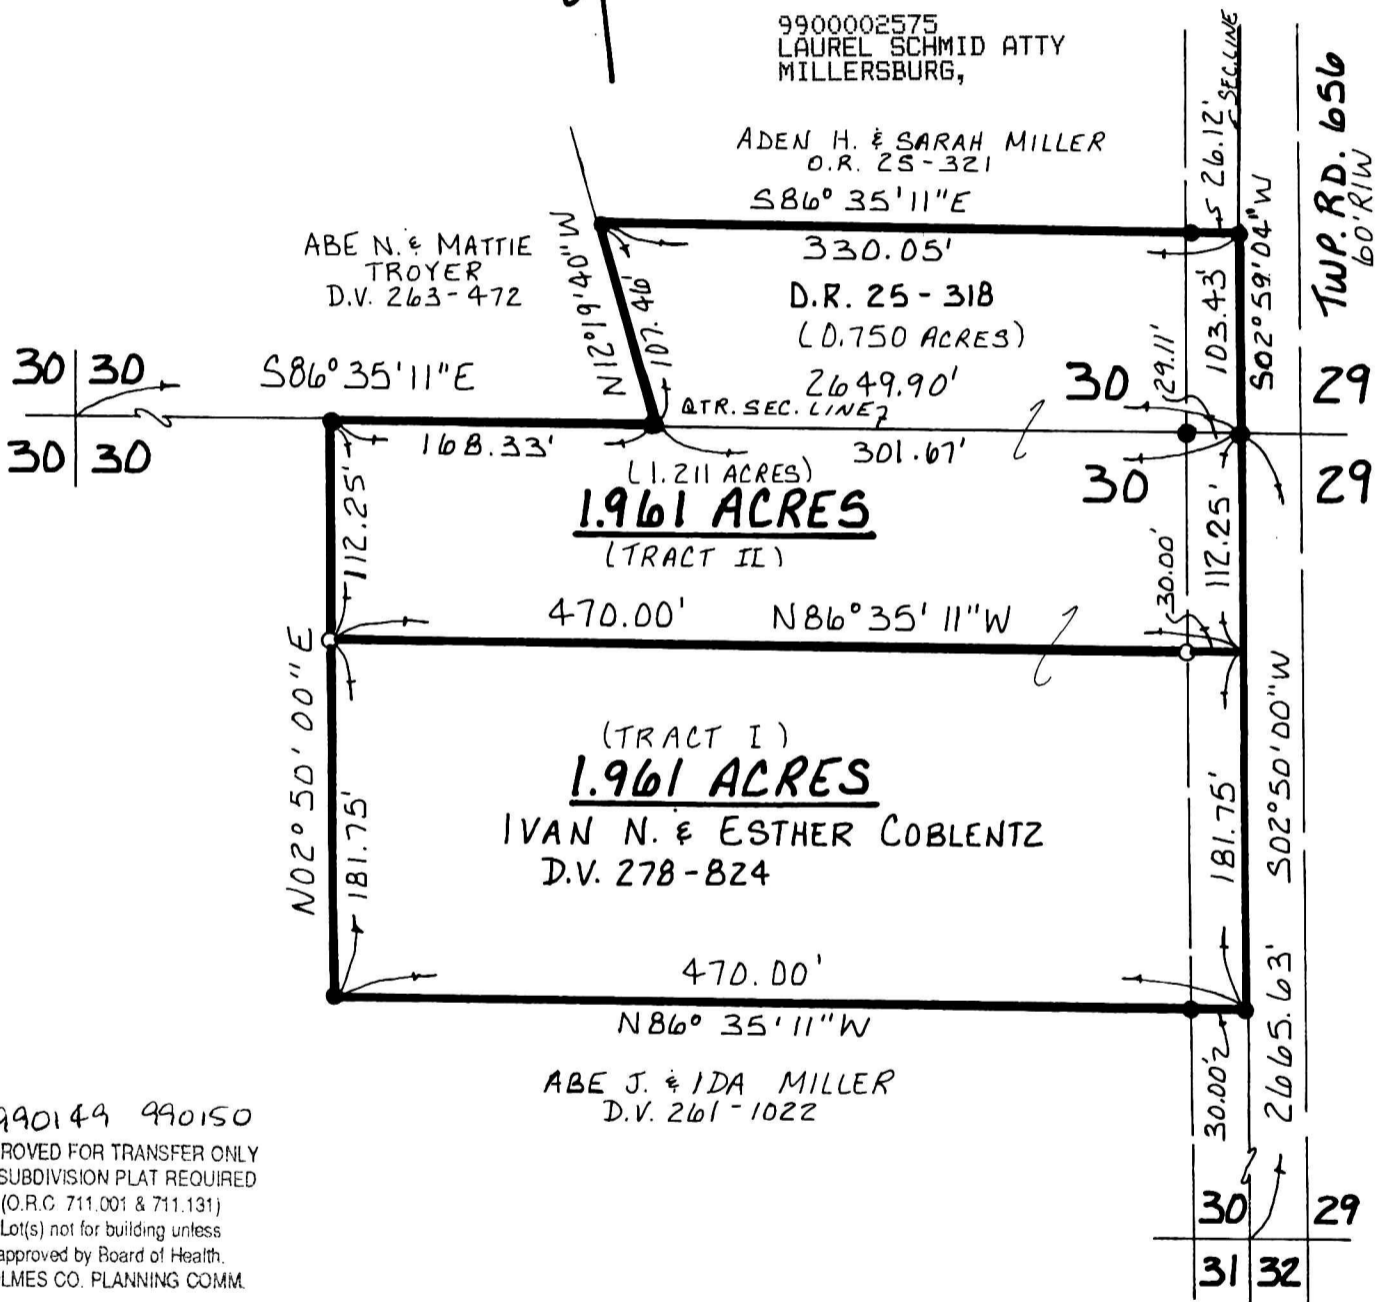 9900002575
LAUREL SCHMID ATTY
MILLERSBURG,
ADEN H. & SARAH MILLER
O.R. 25-321
S86° 35'11"E
330.05'
26.12'
SEC. LINE
TWP. RD. 656
60' R/W
ABE N. & MATTIE
TROYER
D.V. 263-472
N12°19'40"W
107.46'
D.R. 25-318
(0.750 ACRES)
29.11'
103.43'
S02°59'04"W
30 30
S86°35'11"E
2649.90'
30
29
QTR. SEC. LINE
30 30
168.33'
301.67'
30
29
(1.211 ACRES)
1.961 ACRES
(TRACT II)
112.25'
112.25'
30.00'
470.00' N86°35'11"W
N02°50'00"E
S02°50'00"W
(TRACT I)
1.961 ACRES
IVAN N. & ESTHER COBLENTZ
D.V. 278-824
181.75'
181.75'
470.00'
N86° 35'11"W
2665.63'
30.00'
ABE J. & IDA MILLER
D.V. 261-1022
990149 990150
ROVED FOR TRANSFER ONLY
SUBDIVISION PLAT REQUIRED
(O.R.C 711.001 & 711.131)
Lot(s) not for building unless
approved by Board of Health.
LMES CO. PLANNING COMM.
30 29
31 32